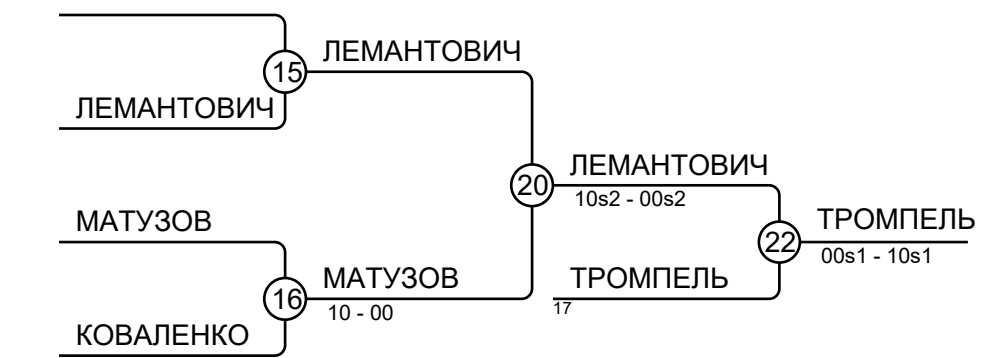 ЛЕМАНТОВИЧ
15
ЛЕМАНТОВИЧ
ЛЕМАНТОВИЧ
20
10s2 - 00s2
МАТУЗОВ
ТРОМПЕЛЬ
22
00s1 - 10s1
МАТУЗОВ
ТРОМПЕЛЬ
16
10 - 00
17
КОВАЛЕНКО